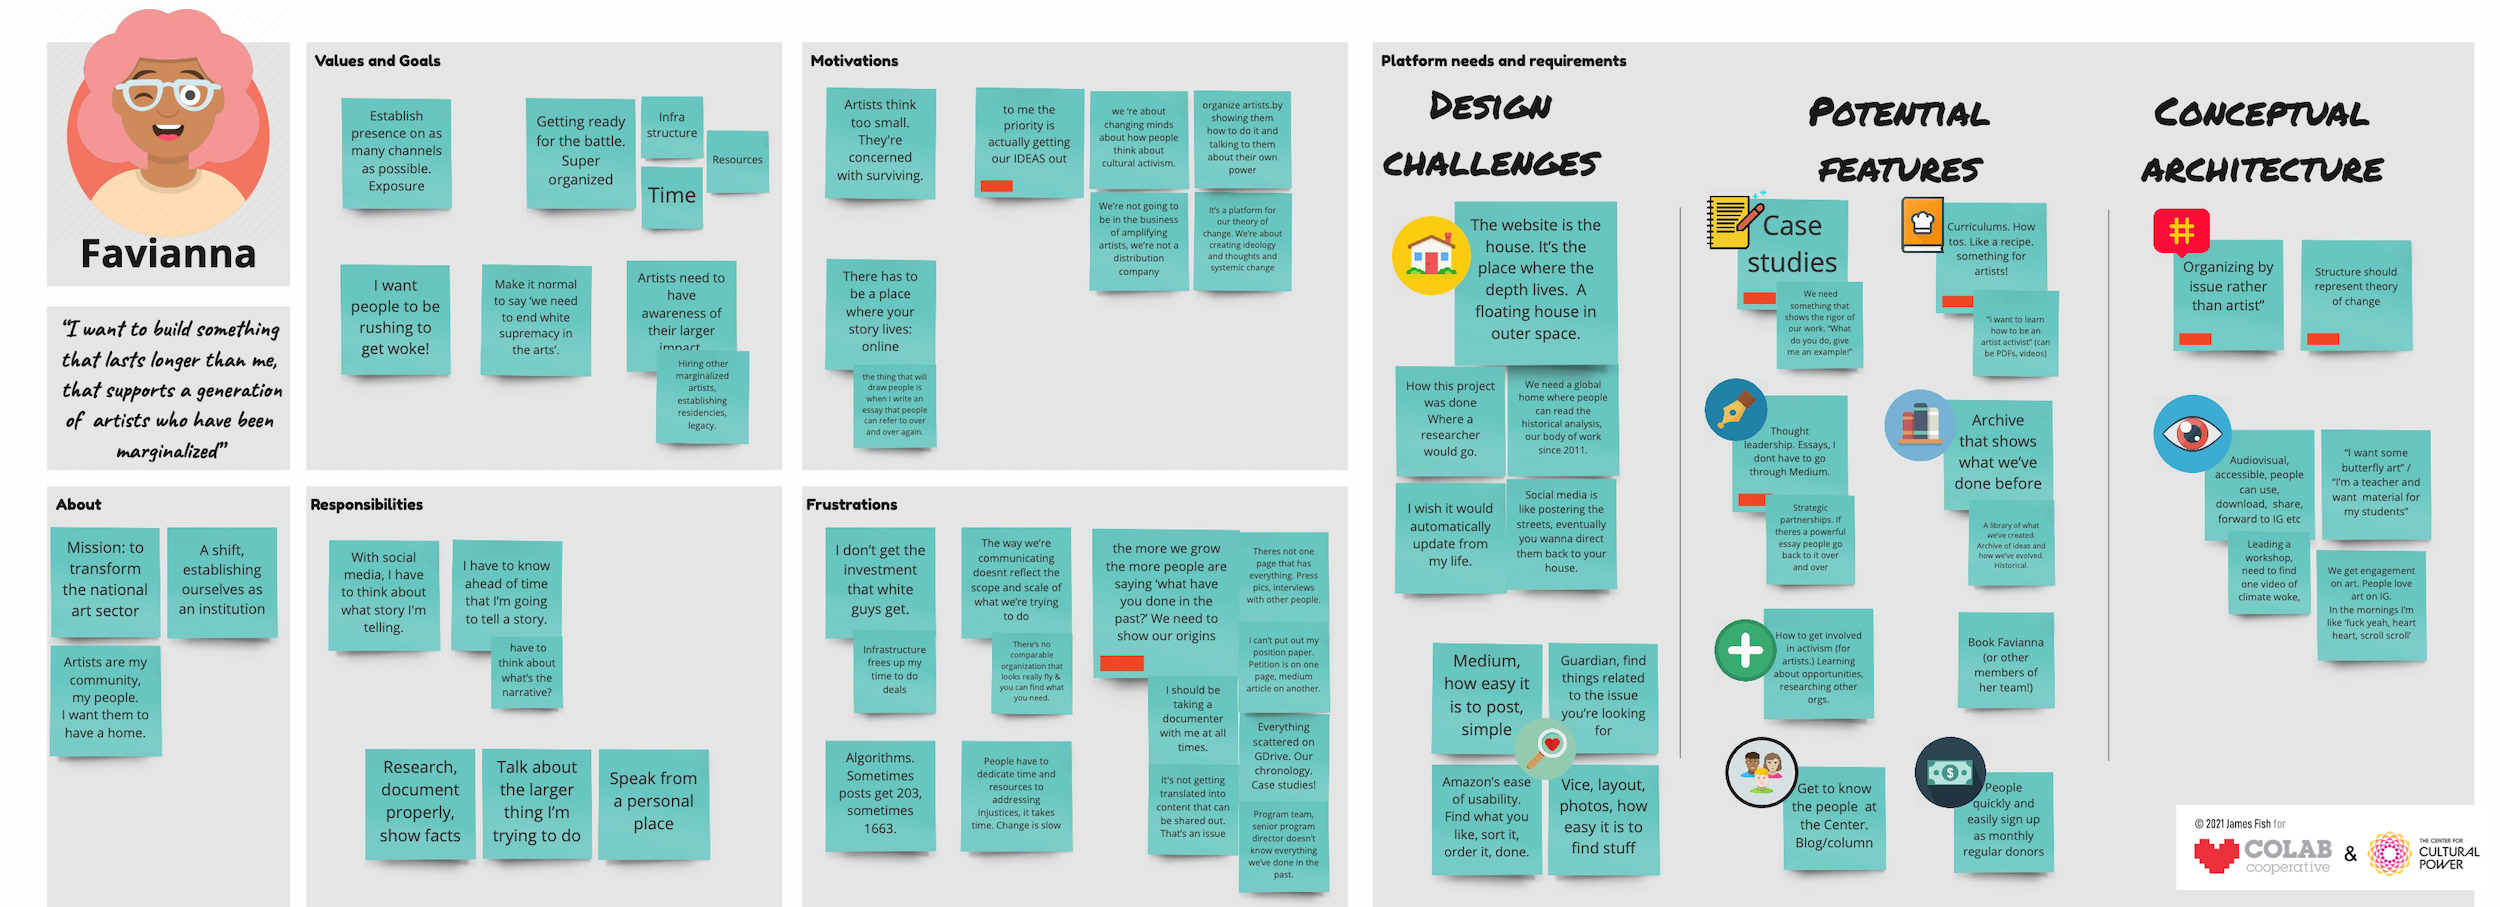 Favianna
“I want to build something
that lasts longer than me,
that supports a generation
of artists who have been
marginalized”
About
Mission: to
transform
the national
art sector
A shift,
establishing
ourselves as
an institution
Artists are my
community,
my people.
I want them to
have a home.
Values and Goals
Establish
presence on as
many channels
as possible.
Exposure
Getting ready
for the battle.
Super
organized
Infra
structure
Resources
Time
I want
people to be
rushing to
get woke!
Make it normal
to say ‘we need
to end white
supremacy in
the arts’.
Artists need to
have
awareness of
their larger
impact
Hiring other
marginalized
artists,
establishing
residencies,
legacy.
Responsibilities
With social
media, I have
to think about
what story I'm
telling.
I have to know
ahead of time
that I’m going
to tell a story.
have to
think about
what’s the
narrative?
Research,
document
properly,
show facts
Talk about
the larger
thing I’m
trying to do
Speak from
a personal
place
Motivations
Artists think
too small.
They're
concerned
with surviving.
to me the
priority is
actually getting
our IDEAS out
we ‘re about
changing minds
about how people
think about
cultural activism.
organize artists.by
showing them
how to do it and
talking to them
about their own
power
We’re not going to
be in the business
of amplifying
artists, we’re not a
distribution
company
It’s a platform for
our theory of
change. We’re about
creating ideology
and thoughts and
systemic change
There has to
be a place
where your
story lives:
online
the thing that will
draw people is
when I write an
essay that people
can refer to over
and over again.
Frustrations
I don’t get the
investment
that white
guys get.
Infrastructure
frees up my
time to do
deals
The way we’re
communicating
doesnt reflect the
scope and scale of
what we’re trying
to do
There’s no
comparable
organization that
looks really fly &
you can find what
you need.
the more we grow
the more people are
saying ‘what have
you done in the
past?’ We need to
show our origins
Theres not one
page that has
everything. Press
pics, interviews
with other people.
I can’t put out my
position paper.
Petition is on one
page, medium
article on another.
I should be
taking a
documenter
with me at all
times.
Everything
scattered on
GDrive. Our
chronology.
Case studies!
It’s not getting
translated into
content that can
be shared out.
That’s an issue
Program team,
senior program
director doesn’t
know everything
we’ve done in the
past.
Algorithms.
Sometimes
posts get 203,
sometimes
1663.
People have to
dedicate time and
resources to
addressing
injustices, it takes
time. Change is slow
Platform needs and requirements
DESIGN
CHALLENGES
The website is the
house. It’s the
place where the
depth lives. A
floating house in
outer space.
How this project
was done
Where a
researcher
would go.
We need a global
home where people
can read the
historical analysis,
our body of work
since 2011.
I wish it would
automatically
update from
my life.
Social media is
like postering the
streets, eventually
you wanna direct
them back to your
house.
Medium,
how easy it
is to post,
simple
Guardian, find
things related
to the issue
you’re looking
for
Amazon’s ease
of usability.
Find what you
like, sort it,
order it, done.
Vice, layout,
photos, how
easy it is to
find stuff
POTENTIAL
FEATURES
Case
studies
We need
something that
shows the rigor of
our work. “What
do you do, give
me an example!”
Curriculums. How
tos. Like a recipe.
something for
artists!
“i want to learn
how to be an
artist activist” (can
be PDFs, videos)
Thought
leadership. Essays, I
dont have to go
through Medium.
Strategic
partnerships. If
theres a powerful
essay people go
back to it over
and over
Archive
that shows
what we’ve
done before
A library of what
we’ve created.
Archive of ideas and
how we’ve evolved.
Historical.
How to get involved
in activism (for
artists.) Learning
about opportunities,
researching other
orgs.
Book Favianna
(or other
members of
her team!)
Get to know
the people at
the Center.
Blog/column
People
quickly and
easily sign up
as monthly
regular donors
CONCEPTUAL
ARCHITECTURE
#
Organizing by
issue rather
than artist”
Structure should
represent theory
of change
Audiovisual,
accessible, people
can use,
download, share,
forward to IG etc
“I want some
butterfly art” /
“I’m a teacher and
want material for
my students”
Leading a
workshop,
need to find
one video of
climate woke,
We get engagement
on art. People love
art on IG.
In the mornings I’m
like ‘fuck yeah, heart
heart, scroll scroll’
© 2021 James Fish for
COLAB
cooperative
&
THE CENTER FOR
CULTURAL
POWER